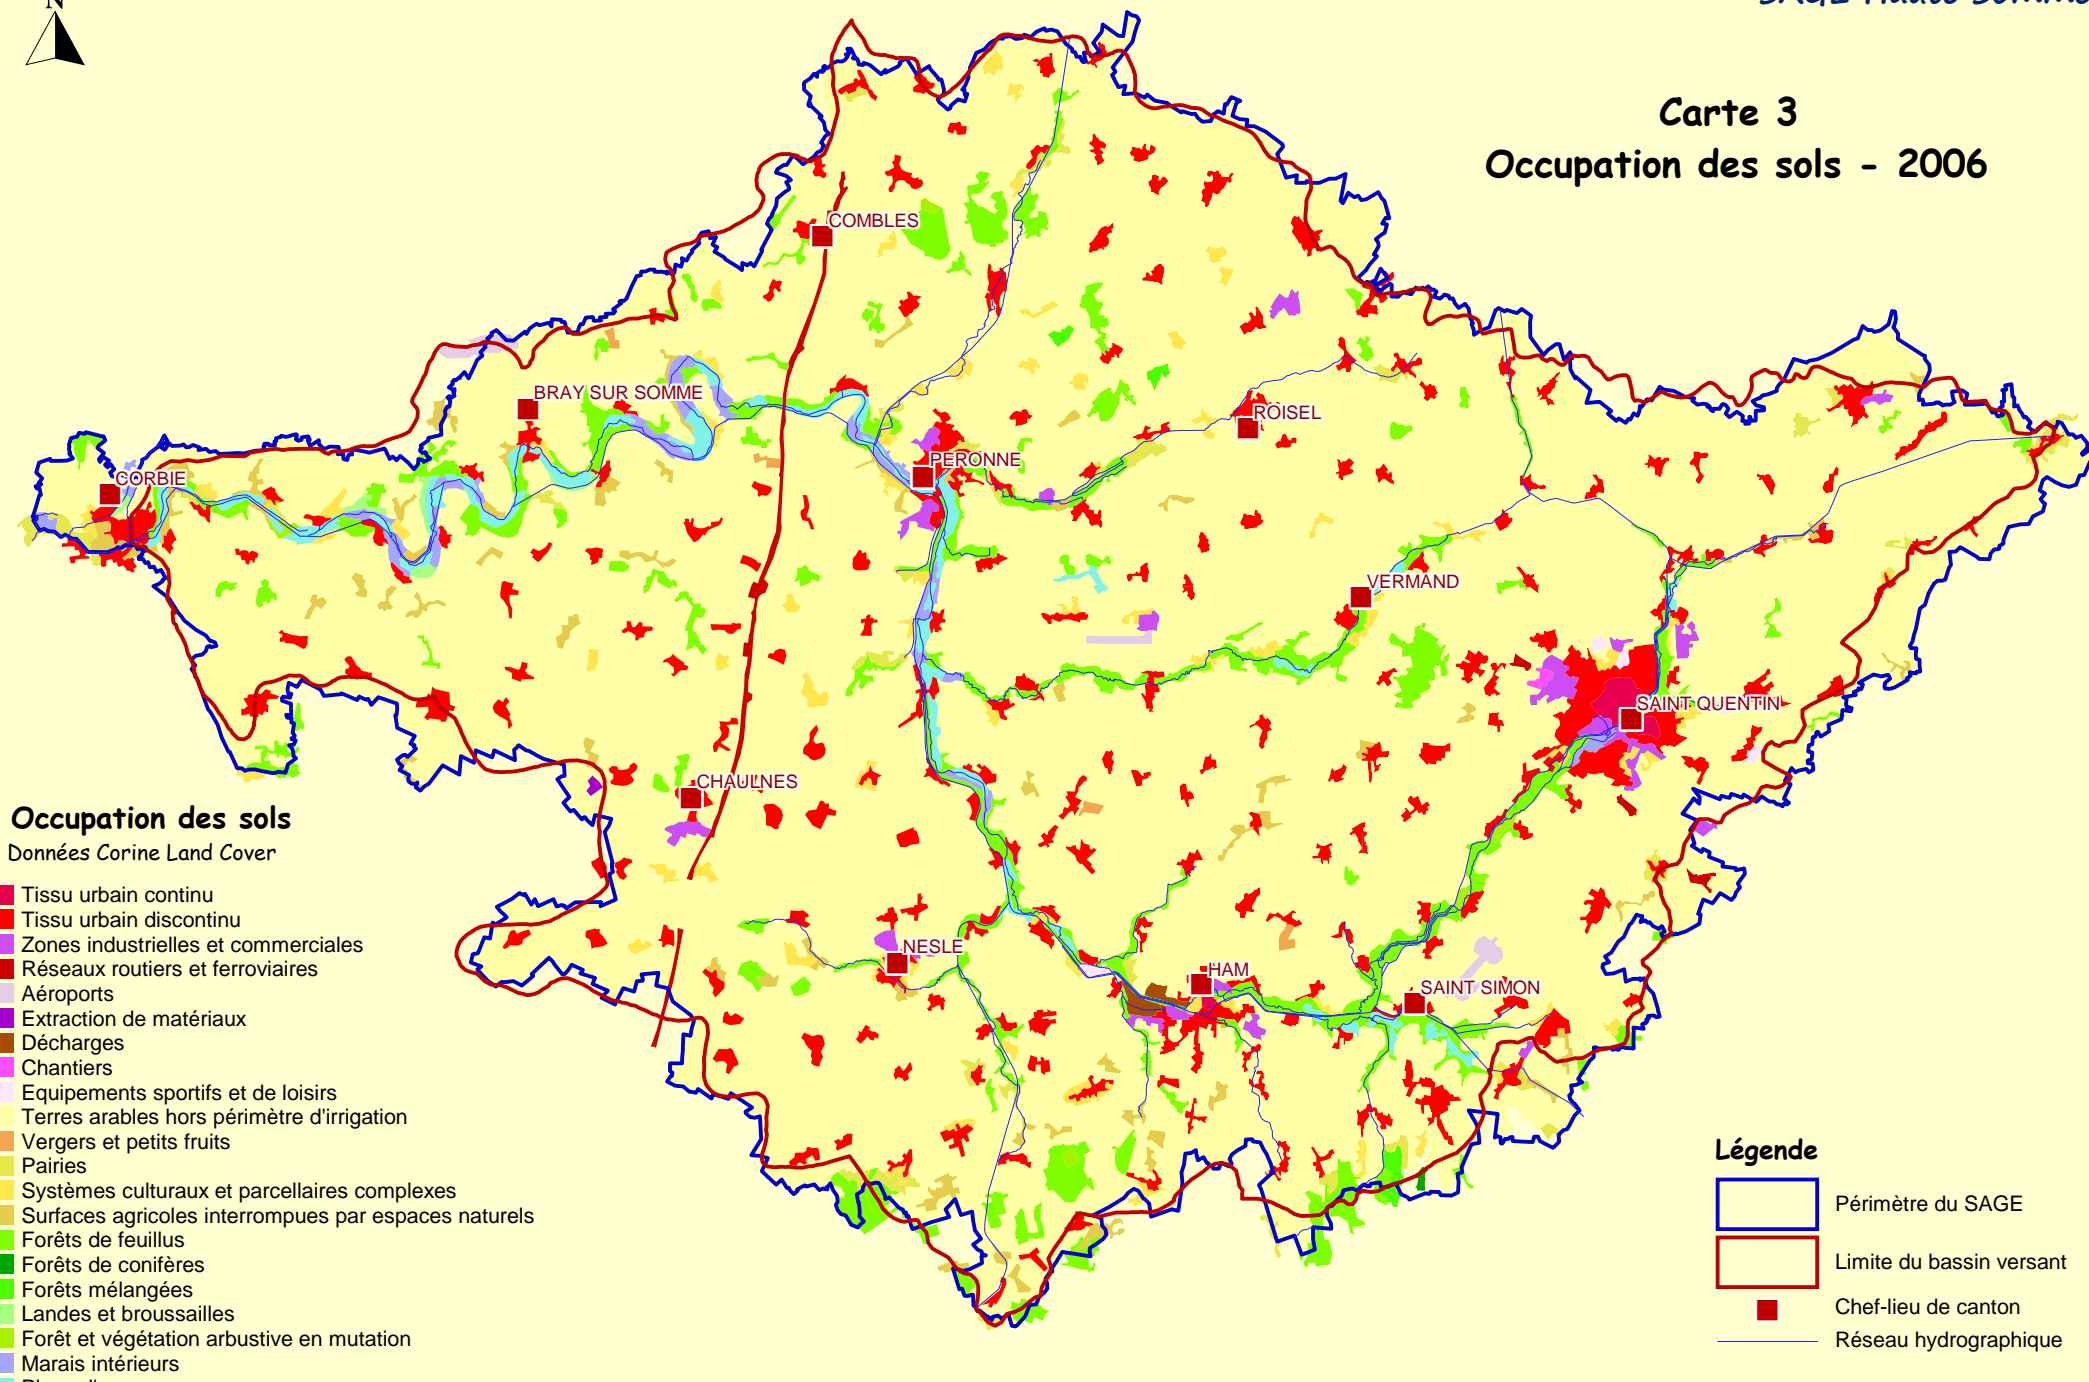 N
SAGE Haute Somme
Carte 3
Occupation des sols - 2006
COMBLES
BRAY SUR SOMME
ROISEL
PERONNE
CORBIE
VERMAND
SAINT QUENTIN
CHAULNES
NESLE
HAM
SAINT SIMON
Occupation des sols
Données Corine Land Cover
Tissu urbain continu
Tissu urbain discontinu
Zones industrielles et commerciales
Réseaux routiers et ferroviaires
Aéroports
Extraction de matériaux
Décharges
Chantiers
Equipements sportifs et de loisirs
Terres arables hors périmètre d'irrigation
Vergers et petits fruits
Pairies
Systèmes culturaux et parcellaires complexes
Surfaces agricoles interrompues par espaces naturels
Forêts de feuillus
Forêts de conifères
Forêts mélangées
Landes et broussailles
Forêt et végétation arbustive en mutation
Marais intérieurs
Légende
Périmètre du SAGE
Limite du bassin versant
Chef-lieu de canton
Réseau hydrographique